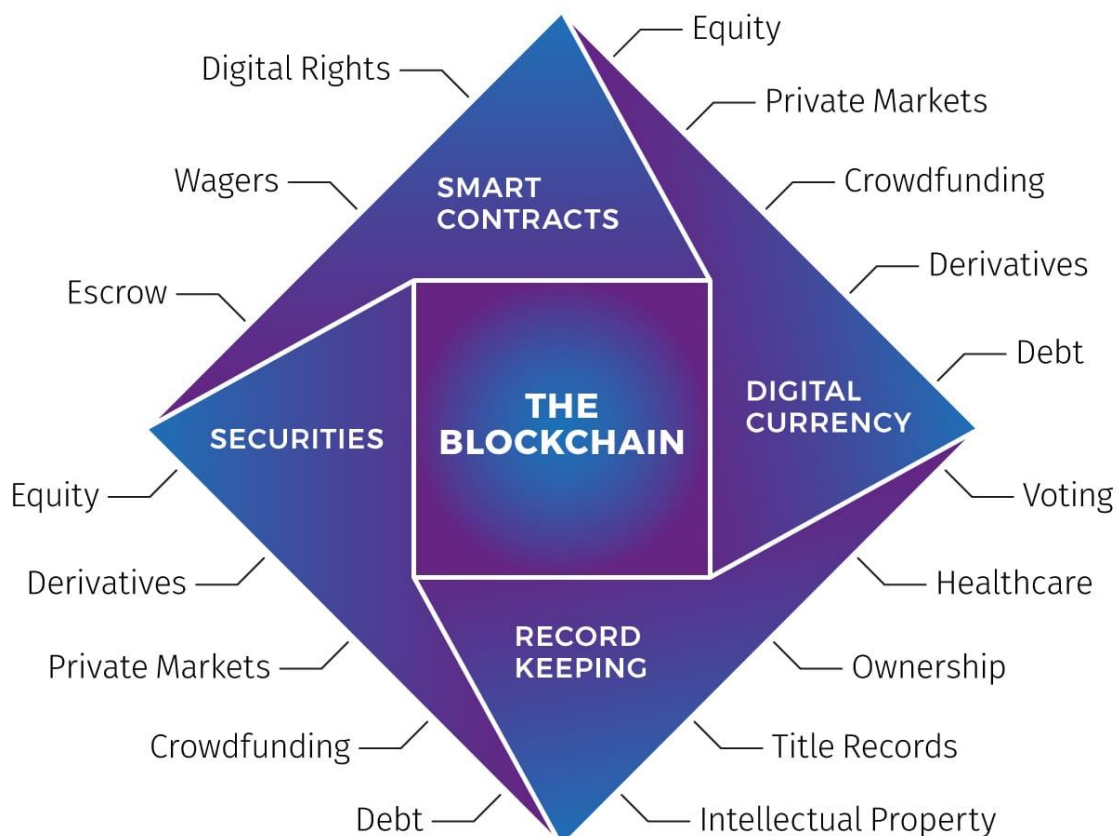 Equity
Digital Rights
Private Markets
Wagers
SMART
CONTRACTS
Crowdfunding
Derivatives
Escrow
Debt
THE
BLOCKCHAIN
DIGITAL
CURRENCY
SECURITIES
Equity
Voting
Derivatives
Healthcare
RECORD
KEEPING
Private Markets
Ownership
Crowdfunding
Title Records
Debt
Intellectual Property